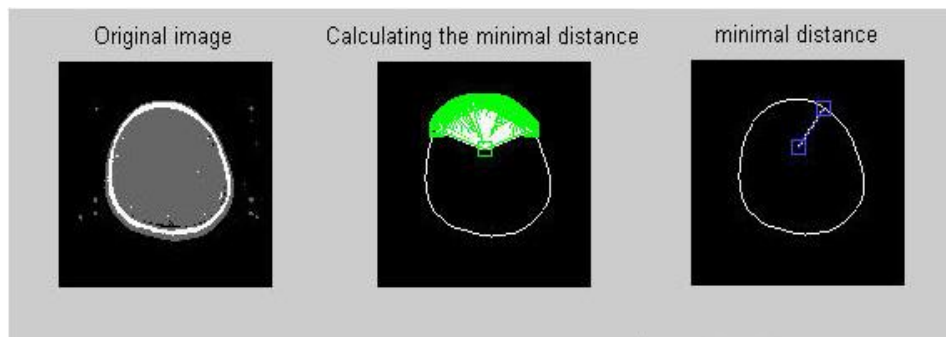 Original image
Calculating the minimal distance
minimal distance